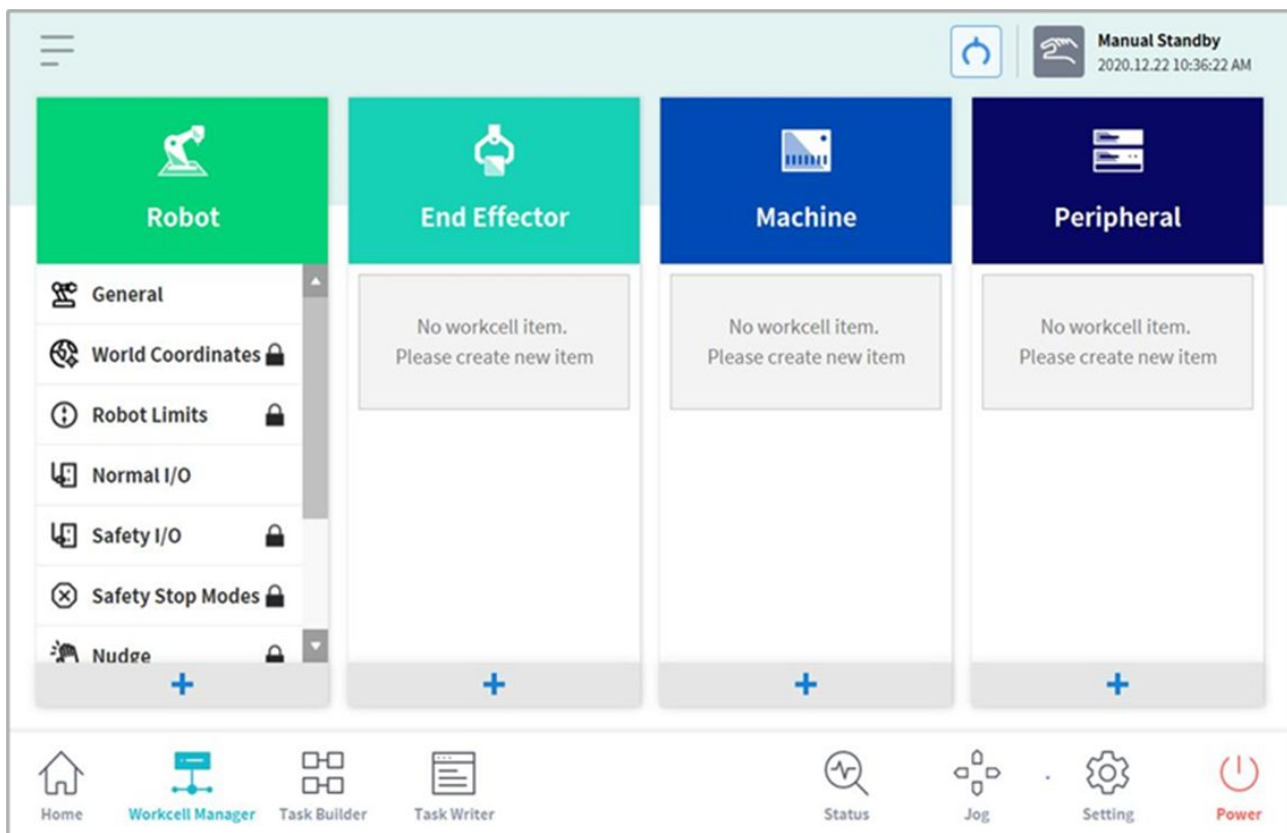 Manual Standby
2020.12.22 10:36:22 AM
Robot
End Effector
Machine
Peripheral
General
World Coordinates
Robot Limits
Normal I/O
Safety I/O
Safety Stop Modes
Nudge
No workcell item.
Please create new item
No workcell item.
Please create new item
No workcell item.
Please create new item
+
+
+
+
Home
Workcell Manager
Task Builder
Task Writer
Status
Jog
Setting
Power